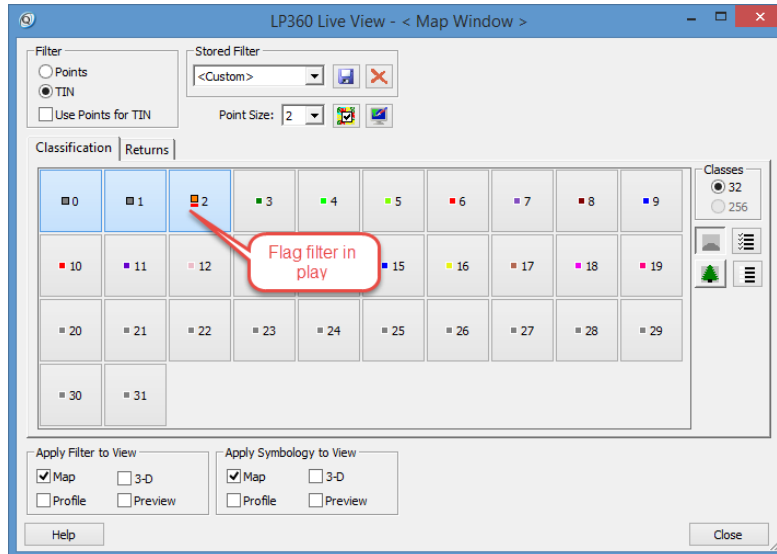 LP360 Live View - < Map Window >
Filter
Points
TIN
Use Points for TIN
Stored Filter
<Custom>
Point Size: 2
Classification Returns
0 1 2 3 4 5 6 7 8 9
10 11 12 15 16 17 18 19
20 21 22 23 24 25 26 27 28 29
30 31
Flag filter in
play
Classes
32
256
Apply Filter to View
Map 3-D
Profile Preview
Apply Symbology to View
Map 3-D
Profile Preview
Help Close